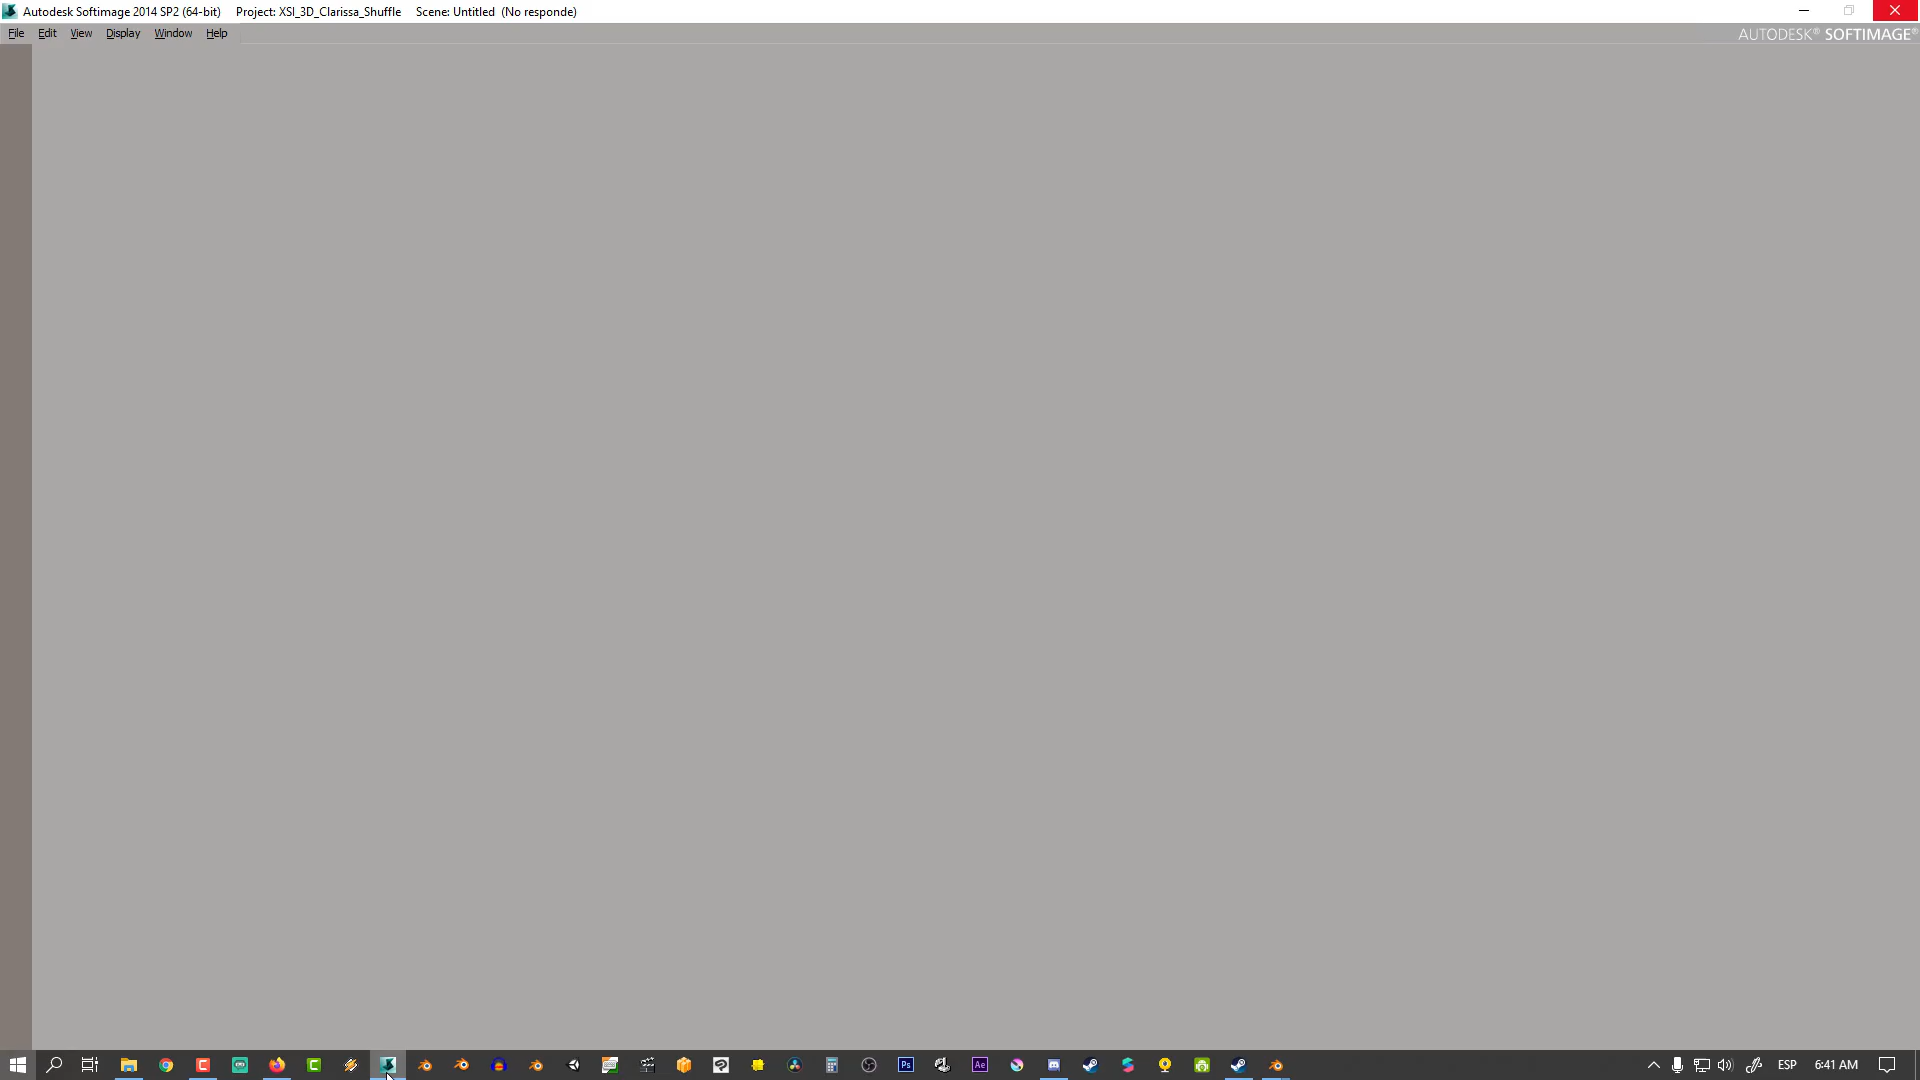 Autodesk Softimage 2014 SP2 (64-bit) Project: XSI_3D_Clarissa_Shuffle Scene: Untitled (No responde)
File Edit View Display Window Help AUTODESK® SOFTIMAGE®
Ps Ae ESP 6:41 AM